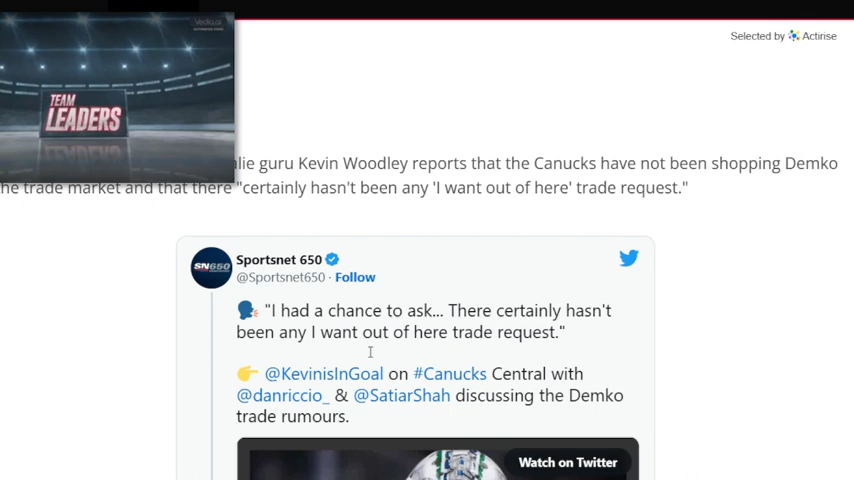 Vedia.ai
Selected by Actirise
TEAM
LEADERS
alie guru Kevin Woodley reports that the Canucks have not been shopping Demko
he trade market and that there "certainly hasn't been any 'I want out of here' trade request."
Sportsnet 650
@Sportsnet650 · Follow
SN650
🗣️ "I had a chance to ask... There certainly hasn't
been any I want out of here trade request."
👉 @KevinisInGoal on #Canucks Central with
@danriccio_ & @SatiarShah discussing the Demko
trade rumours.
Watch on Twitter